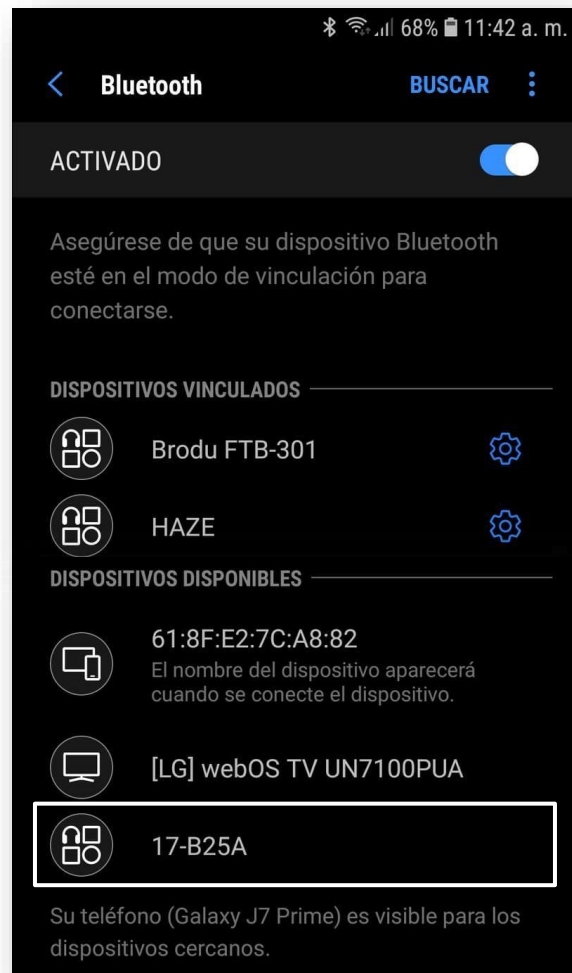 68% 11:42 a. m.
Bluetooth BUSCAR
ACTIVADO
Asegúrese de que su dispositivo Bluetooth
esté en el modo de vinculación para
conectarse.
DISPOSITIVOS VINCULADOS
Brodu FTB-301
HAZE
DISPOSITIVOS DISPONIBLES
61:8F:E2:7C:A8:82
El nombre del dispositivo aparecerá
cuando se conecte el dispositivo.
[LG] webOS TV UN7100PUA
17-B25A
Su teléfono (Galaxy J7 Prime) es visible para los
dispositivos cercanos.